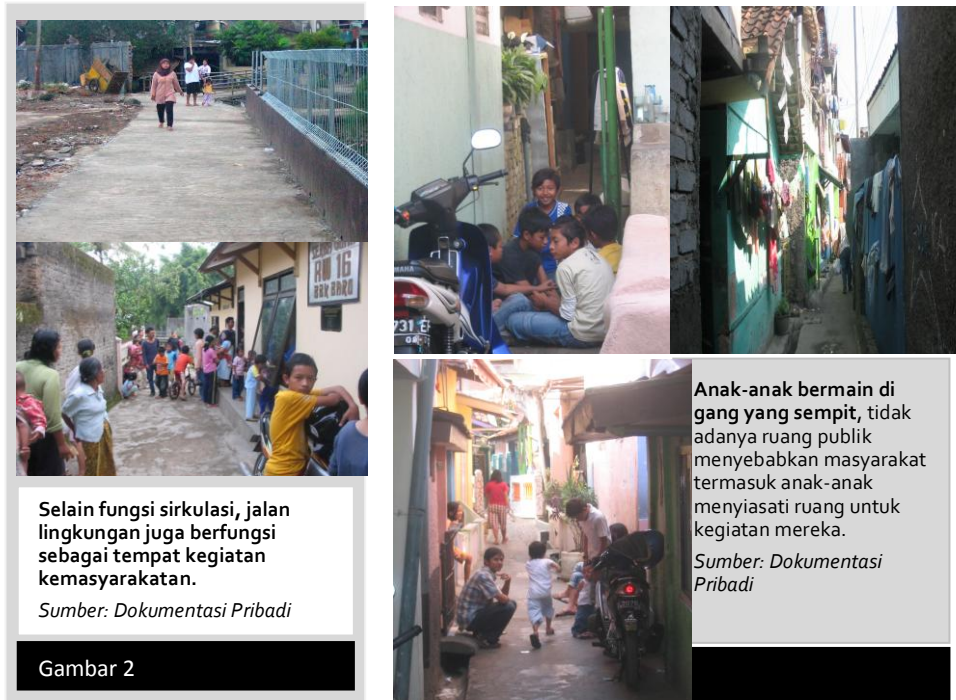 RW 16
YAMAHA
731 E
Selain fungsi sirkulasi, jalan
lingkungan juga berfungsi
sebagai tempat kegiatan
kemasyarakatan.
Sumber: Dokumentasi Pribadi
Gambar 2
Anak-anak bermain di
gang yang sempit, tidak
adanya ruang publik
menyebabkan masyarakat
termasuk anak-anak
menyiasati ruang untuk
kegiatan mereka.
Sumber: Dokumentasi
Pribadi